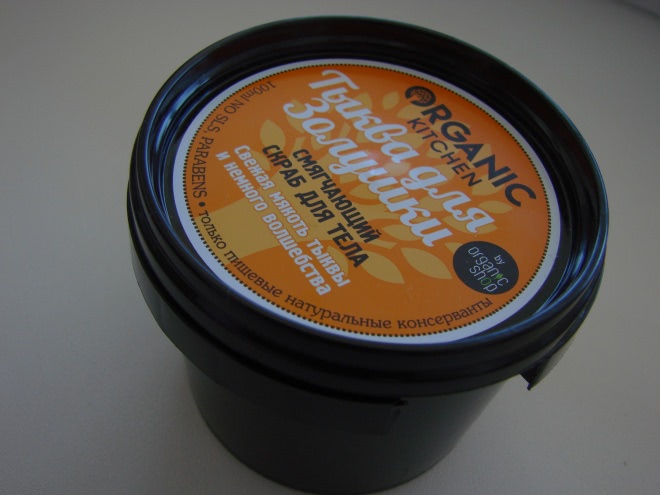 ORGANIC
KITCHEN
Тыква для
Золушки
СМЯГЧАЮЩИЙ
СКРАБ ДЛЯ ТЕЛА
Свежая мякоть тыквы
и немного волшебства
by
organic
shop
100ml NO SLS, PARABENS • только пищевые натуральные консерванты